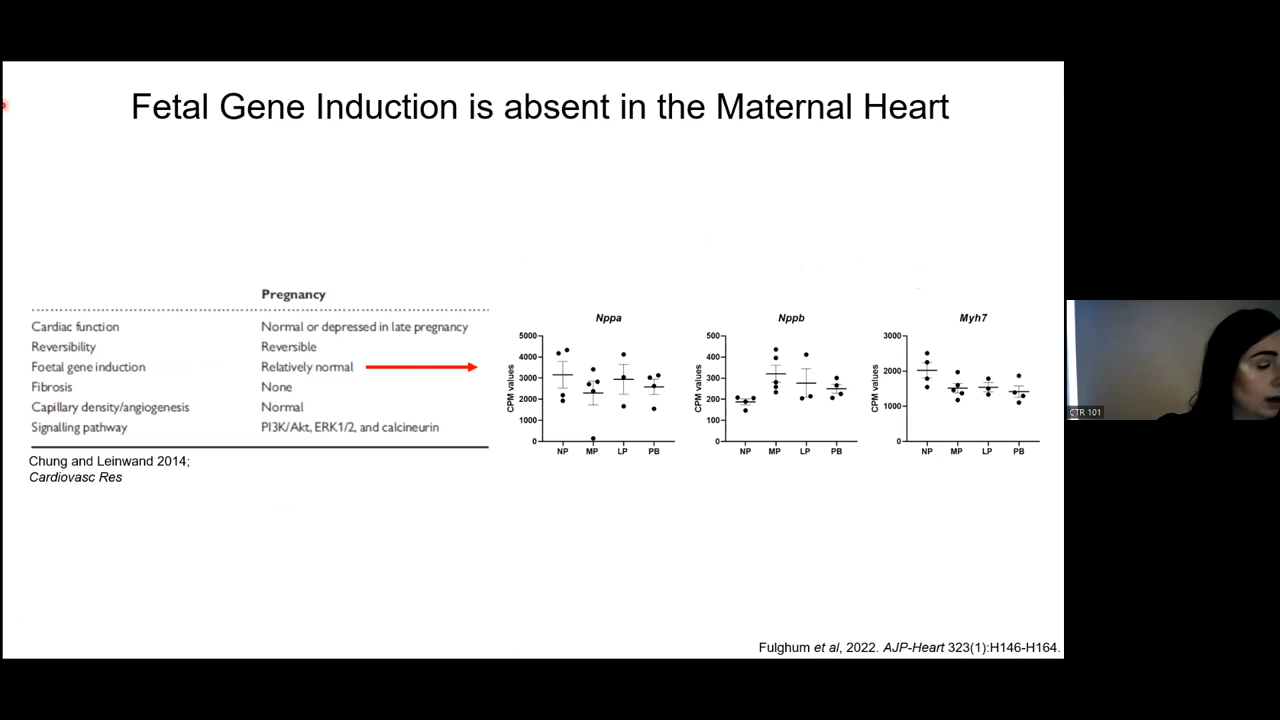 Fetal Gene Induction is absent in the Maternal Heart
Pregnancy
Cardiac function Normal or depressed in late pregnancy
Reversibility Reversible
Foetal gene induction Relatively normal
Fibrosis None
Capillary density/angiogenesis Normal
Signalling pathway PI3K/Akt, ERK1/2, and calcineurin
Chung and Leinwand 2014;
Cardiovasc Res
Nppa
CPM values
5000
4000
3000
2000
1000
0
NP MP LP PB
Nppb
CPM values
500
400
300
200
100
0
NP MP LP PB
Myh7
CPM values
3000
2000
1000
0
NP MP LP PB
CTR 101
Fulghum et al, 2022. AJP-Heart 323(1):H146-H164.